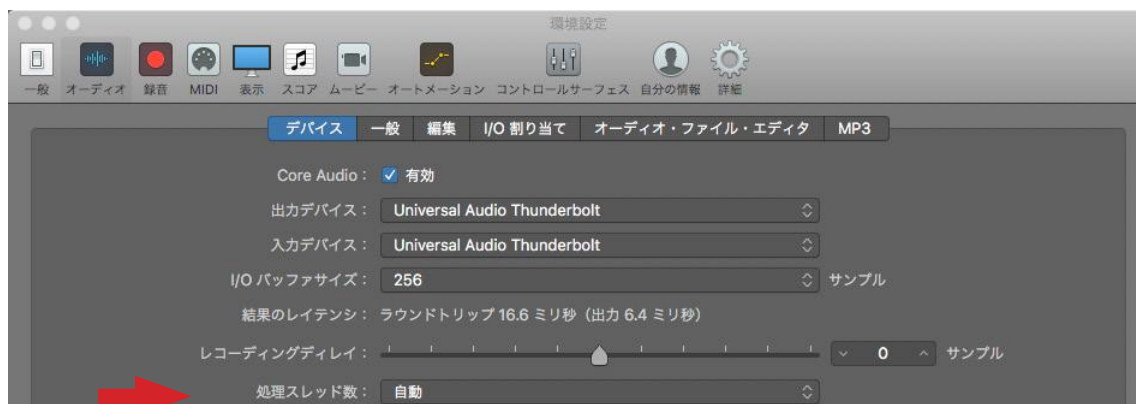 環境設定
一般 オーディオ 録音 MIDI 表示 スコア ムービー オートメーション コントロールサーフェス 自分の情報 詳細
デバイス 一般 編集 I/O 割り当て オーディオ・ファイル・エディタ MP3
Core Audio： 有効
出力デバイス： Universal Audio Thunderbolt
入力デバイス： Universal Audio Thunderbolt
I/O バッファサイズ： 256 サンプル
結果のレイテンシ： ラウンドトリップ 16.6 ミリ秒（出力 6.4 ミリ秒）
レコーディングディレイ： 0 サンプル
処理スレッド数： 自動